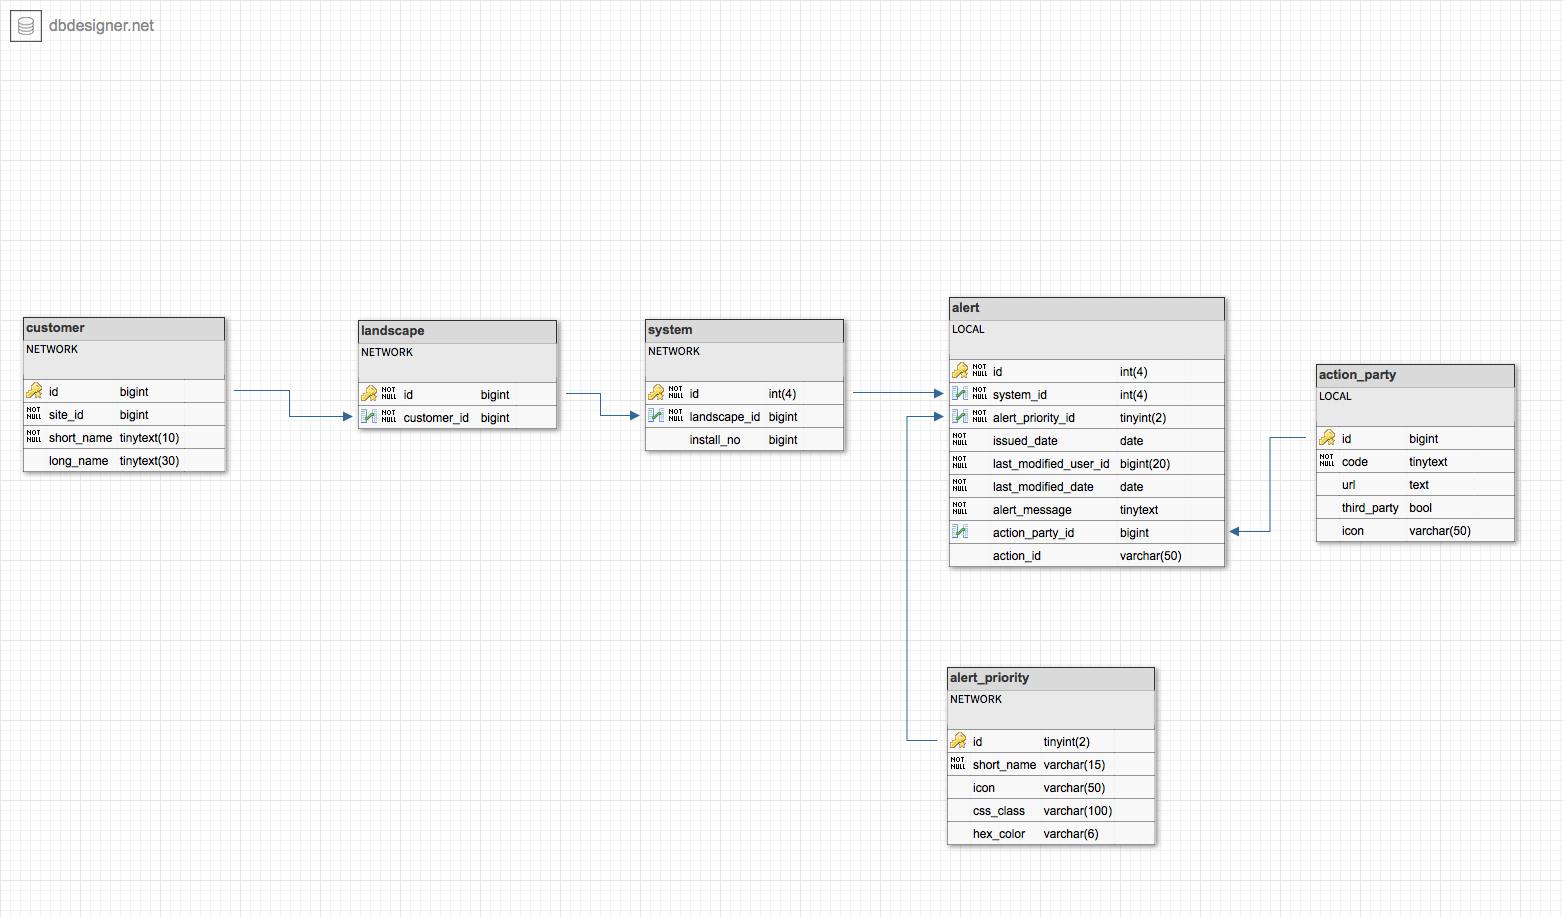 dbdesigner.net
customer
NETWORK
id bigint
NOT NULL site_id bigint
NOT NULL short_name tinytext(10)
long_name tinytext(30)
landscape
NETWORK
NOT NULL id bigint
NOT NULL customer_id bigint
system
NETWORK
NOT NULL id int(4)
NOT NULL landscape_id bigint
install_no bigint
alert
LOCAL
NOT NULL id int(4)
NOT NULL system_id int(4)
NOT NULL alert_priority_id tinyint(2)
NOT NULL issued_date date
NOT NULL last_modified_user_id bigint(20)
NOT NULL last_modified_date date
NOT NULL alert_message tinytext
action_party_id bigint
action_id varchar(50)
action_party
LOCAL
id bigint
NOT NULL code tinytext
url text
third_party bool
icon varchar(50)
alert_priority
NETWORK
id tinyint(2)
NOT NULL short_name varchar(15)
icon varchar(50)
css_class varchar(100)
hex_color varchar(6)